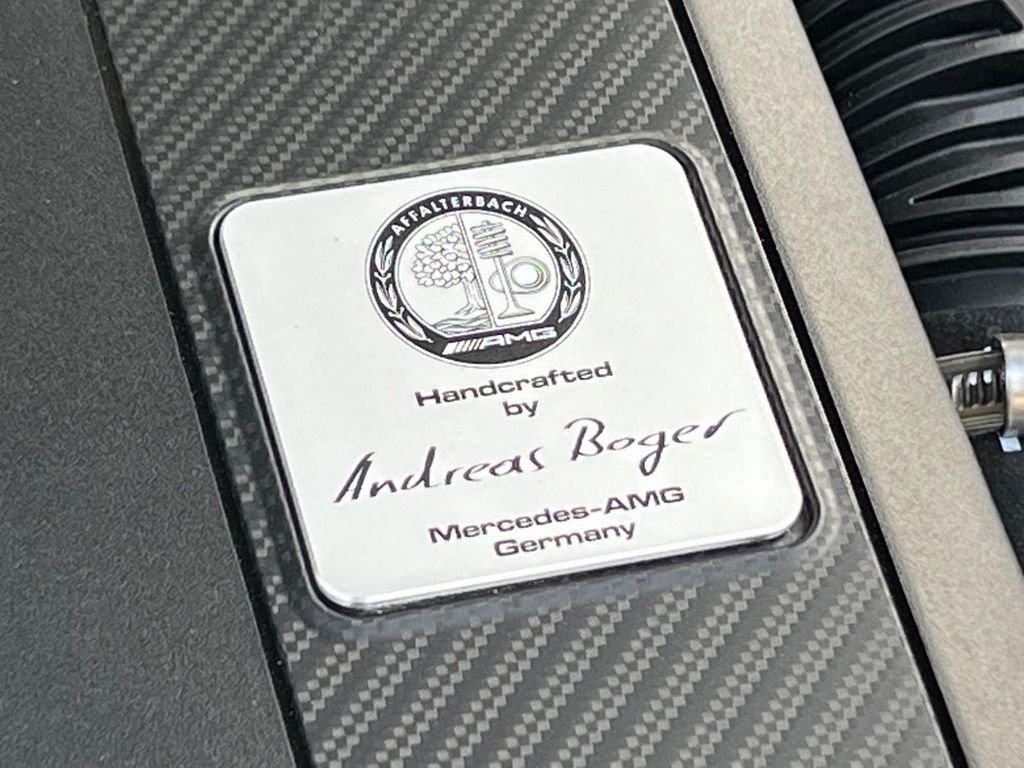 AFFALTERBACH
AMG
Handcrafted
by
Andreas Boger
Mercedes-AMG
Germany